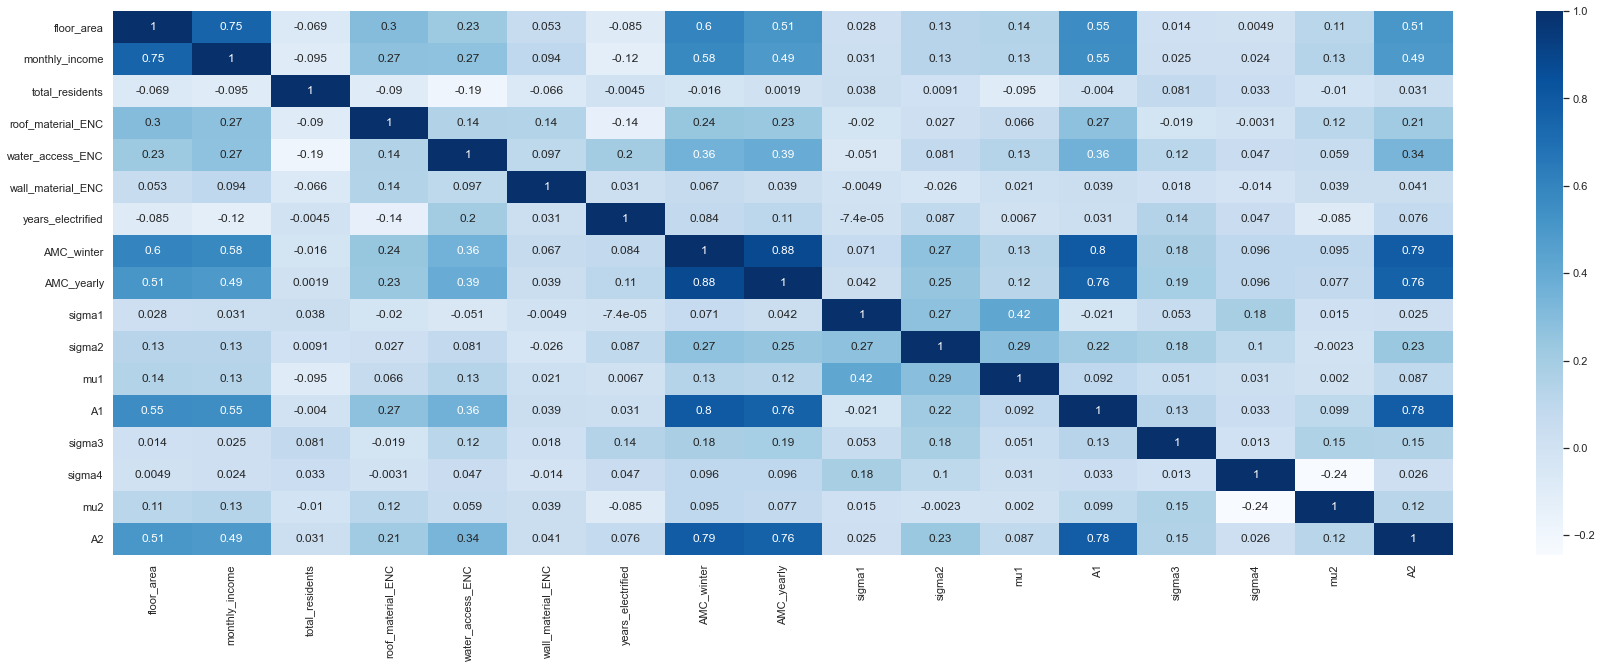 floor_area 1 0.75 -0.069 0.3 0.23 0.053 -0.085 0.6 0.51 0.028 0.13 0.14 0.55 0.014 0.0049 0.11 0.51
monthly_income 0.75 1 -0.095 0.27 0.27 0.094 -0.12 0.58 0.49 0.031 0.13 0.13 0.55 0.025 0.024 0.13 0.49
total_residents -0.069 -0.095 1 -0.09 -0.19 -0.066 -0.0045 -0.016 0.0019 0.038 0.0091 -0.095 -0.004 0.081 0.033 -0.01 0.031
roof_material_ENC 0.3 0.27 -0.09 1 0.14 0.14 -0.14 0.24 0.23 -0.02 0.027 0.066 0.27 -0.019 -0.0031 0.12 0.21
water_access_ENC 0.23 0.27 -0.19 0.14 1 0.097 0.2 0.36 0.39 -0.051 0.081 0.13 0.36 0.12 0.047 0.059 0.34
wall_material_ENC 0.053 0.094 -0.066 0.14 0.097 1 0.031 0.067 0.039 -0.0049 -0.026 0.021 0.039 0.018 -0.014 0.039 0.041
years_electrified -0.085 -0.12 -0.0045 -0.14 0.2 0.031 1 0.084 0.11 -7.4e-05 0.087 0.0067 0.031 0.14 0.047 -0.085 0.076
AMC_winter 0.6 0.58 -0.016 0.24 0.36 0.067 0.084 1 0.88 0.071 0.27 0.13 0.8 0.18 0.096 0.095 0.79
AMC_yearly 0.51 0.49 0.0019 0.23 0.39 0.039 0.11 0.88 1 0.042 0.25 0.12 0.76 0.19 0.096 0.077 0.76
sigma1 0.028 0.031 0.038 -0.02 -0.051 -0.0049 -7.4e-05 0.071 0.042 1 0.27 0.42 -0.021 0.053 0.18 0.015 0.025
sigma2 0.13 0.13 0.0091 0.027 0.081 -0.026 0.087 0.27 0.25 0.27 1 0.29 0.22 0.18 0.1 -0.0023 0.23
mu1 0.14 0.13 -0.095 0.066 0.13 0.021 0.0067 0.13 0.12 0.42 0.29 1 0.092 0.051 0.031 0.002 0.087
A1 0.55 0.55 -0.004 0.27 0.36 0.039 0.031 0.8 0.76 -0.021 0.22 0.092 1 0.13 0.033 0.099 0.78
sigma3 0.014 0.025 0.081 -0.019 0.12 0.018 0.14 0.18 0.19 0.053 0.18 0.051 0.13 1 0.013 0.15 0.15
sigma4 0.0049 0.024 0.033 -0.0031 0.047 -0.014 0.047 0.096 0.096 0.18 0.1 0.031 0.033 0.013 1 -0.24 0.026
mu2 0.11 0.13 -0.01 0.12 0.059 0.039 -0.085 0.095 0.077 0.015 -0.0023 0.002 0.099 0.15 -0.24 1 0.12
A2 0.51 0.49 0.031 0.21 0.34 0.041 0.076 0.79 0.76 0.025 0.23 0.087 0.78 0.15 0.026 0.12 1
floor_area
monthly_income
total_residents
roof_material_ENC
water_access_ENC
wall_material_ENC
years_electrified
AMC_winter
AMC_yearly
sigma1
sigma2
mu1
A1
sigma3
sigma4
mu2
A2
1.0
0.8
0.6
0.4
0.2
0.0
−0.2